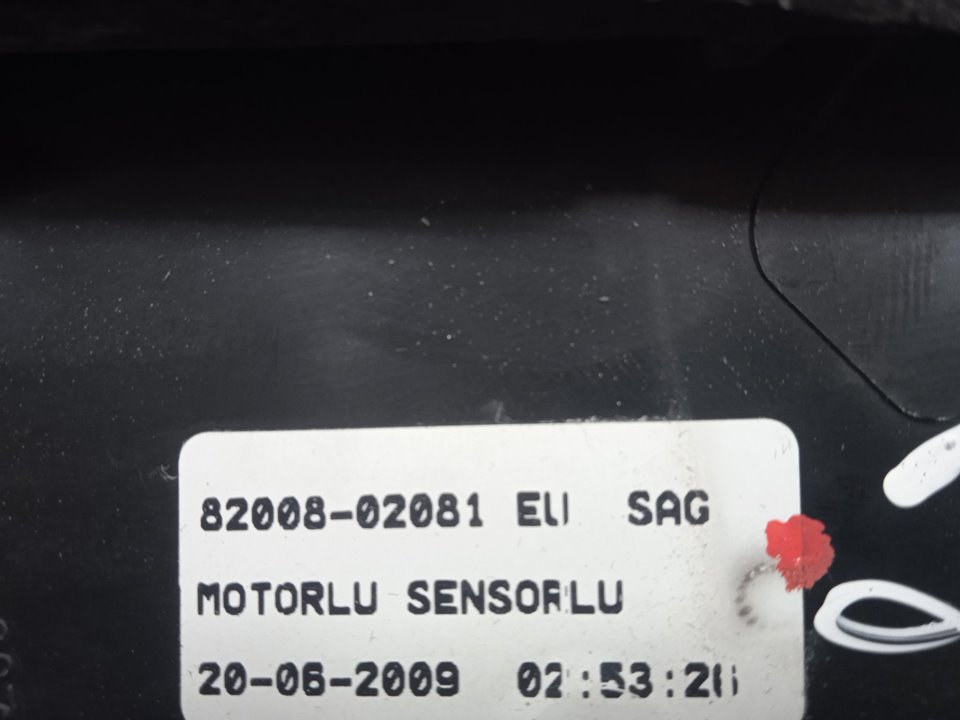 82008-02081 EU SAG
MOTORLU SENSORLU
20-06-2009